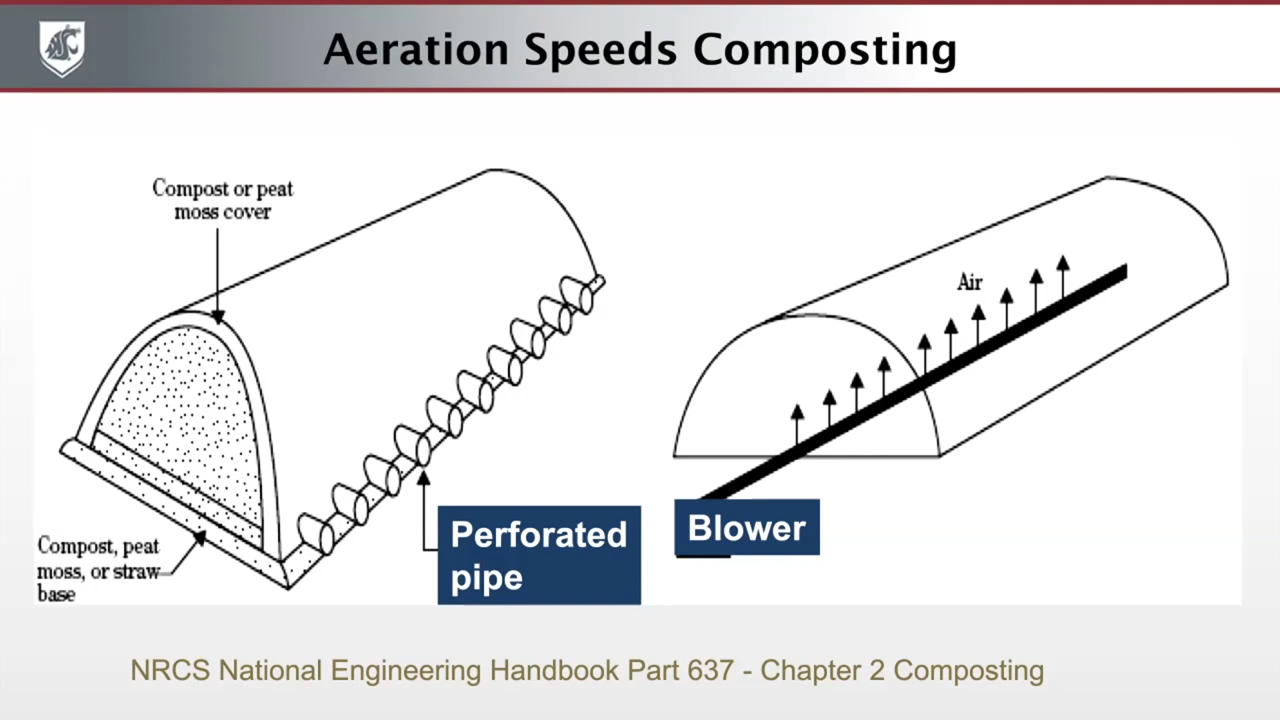 Aeration Speeds Composting
Compost or peat
moss cover
Air
Perforated
pipe
Blower
Compost, peat
moss, or straw
base
NRCS National Engineering Handbook Part 637 - Chapter 2 Composting